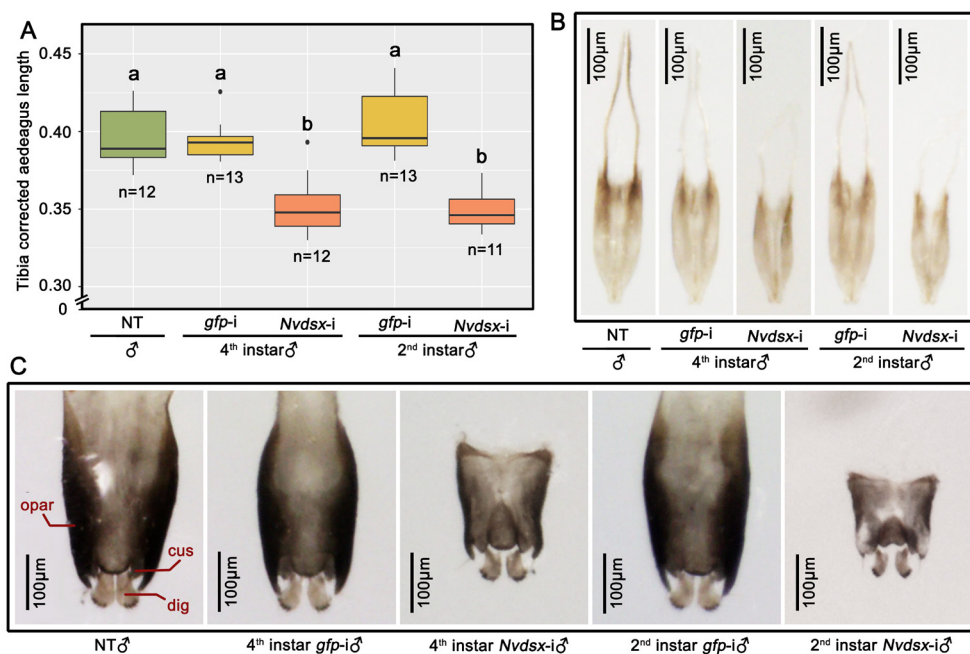 A
Tibia corrected aedeagus length
0.45
0.40
0.35
0.30
0
a
a
b
a
b
n=12
n=13
n=12
n=13
n=11
NT
gfp-i
Nvdsx-i
gfp-i
Nvdsx-i
♂
4th instar♂
2nd instar♂
B
100µm
100µm
100µm
100µm
100µm
NT
gfp-i
Nvdsx-i
gfp-i
Nvdsx-i
♂
4th instar♂
2nd instar♂
C
opar
cus
dig
100µm
100µm
100µm
100µm
100µm
NT♂
4th instar gfp-i♂
4th instar Nvdsx-i♂
2nd instar gfp-i♂
2nd instar Nvdsx-i♂